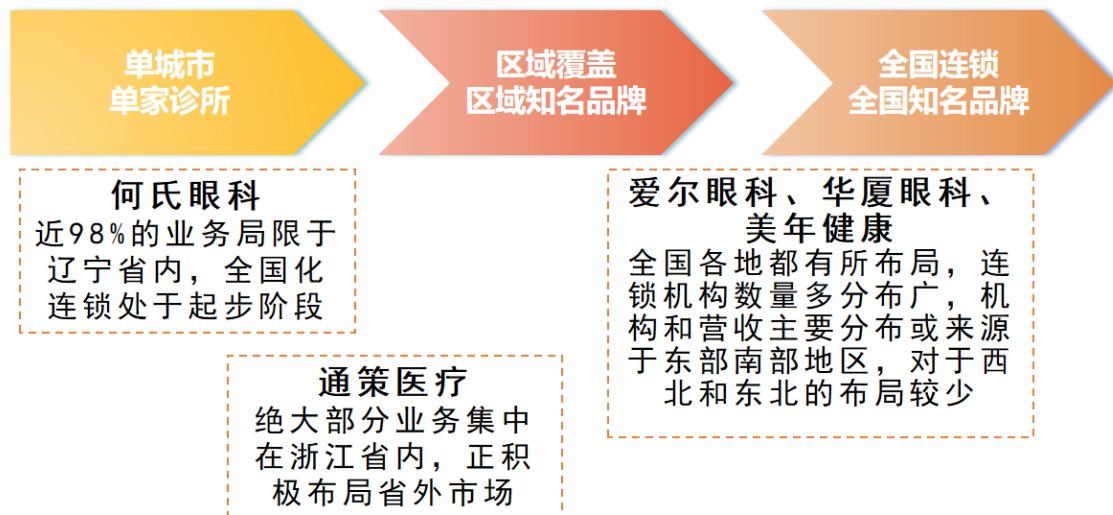 单城市
单家诊所
区域覆盖
区域知名品牌
全国连锁
全国知名品牌
何氏眼科
近98%的业务局限于
辽宁省内，全国化
连锁处于起步阶段
通策医疗
绝大部分业务集中
在浙江省内，正积
极布局省外市场
爱尔眼科、华厦眼科、
美年健康
全国各地都有所布局，连
锁机构数量多分布广，机
构和营收主要分布或来源
于东部南部地区，对于西
北和东北的布局较少